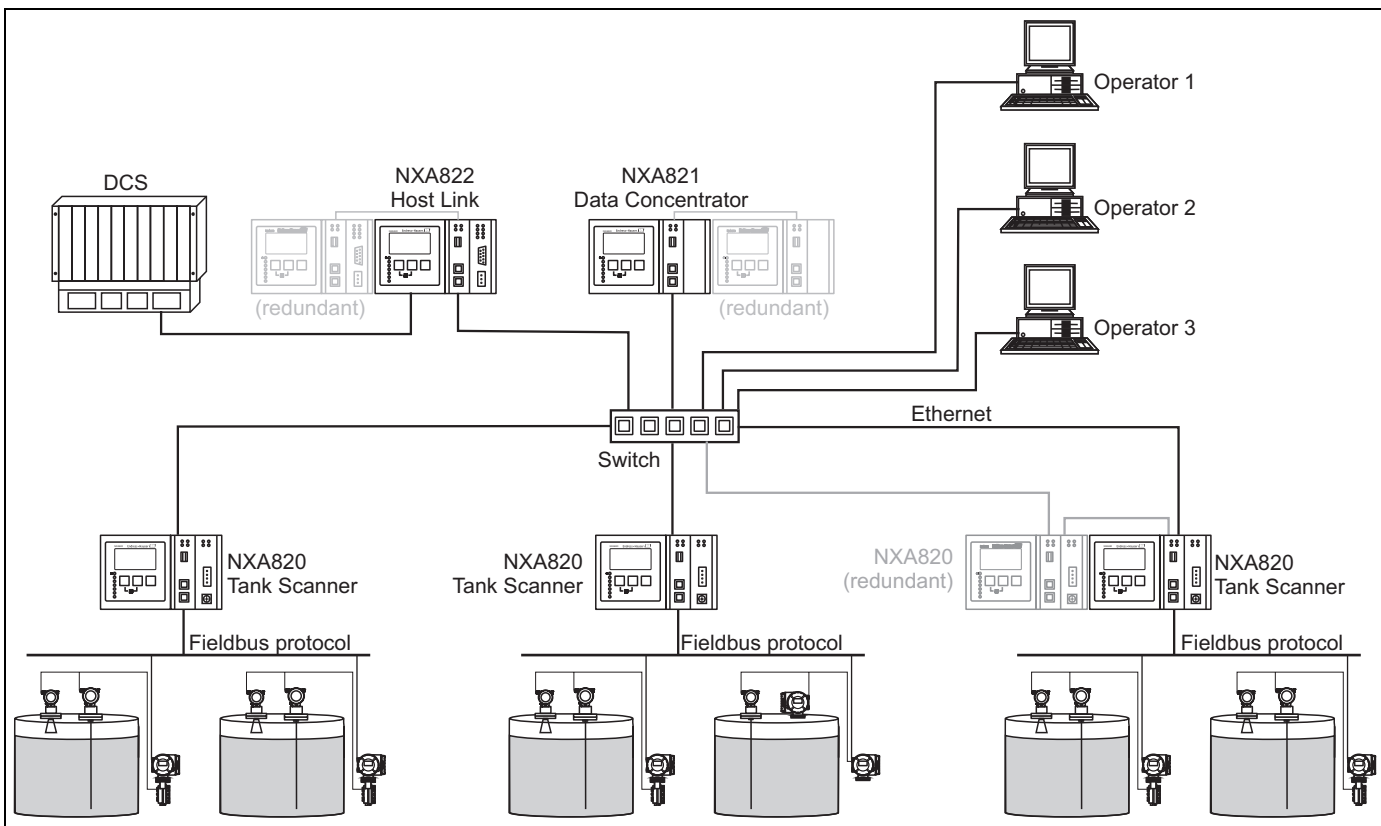 Operator 1
Operator 2
Operator 3
DCS
NXA822
Host Link
(redundant)
NXA821
Data Concentrator
(redundant)
Ethernet
Switch
NXA820
Tank Scanner
NXA820
Tank Scanner
NXA820
(redundant)
NXA820
Tank Scanner
Fieldbus protocol
Fieldbus protocol
Fieldbus protocol